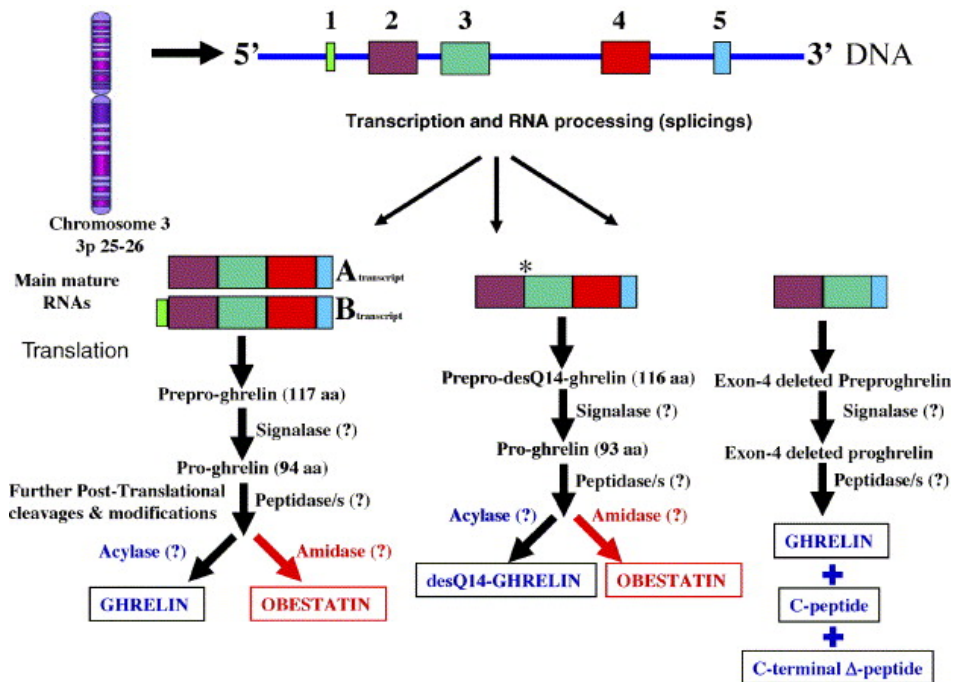 1 2 3 4 5
5’ 3’ DNA
Transcription and RNA processing (splicings)
Chromosome 3
3p 25-26
Main mature
RNAs
A transcript
B transcript
*
Translation
Prepro-ghrelin (117 aa)
Signalase (?)
Pro-ghrelin (94 aa)
Further Post-Translational
cleavages & modifications
Peptidase/s (?)
Acylase (?) Amidase (?)
GHRELIN OBESTATIN
Prepro-desQ14-ghrelin (116 aa)
Signalase (?)
Pro-ghrelin (93 aa)
Peptidase/s (?)
Acylase (?) Amidase (?)
desQ14-GHRELIN OBESTATIN
Exon-4 deleted Preproghrelin
Signalase (?)
Exon-4 deleted proghrelin
Peptidase/s (?)
GHRELIN
+
C-peptide
+
C-terminal Δ-peptide